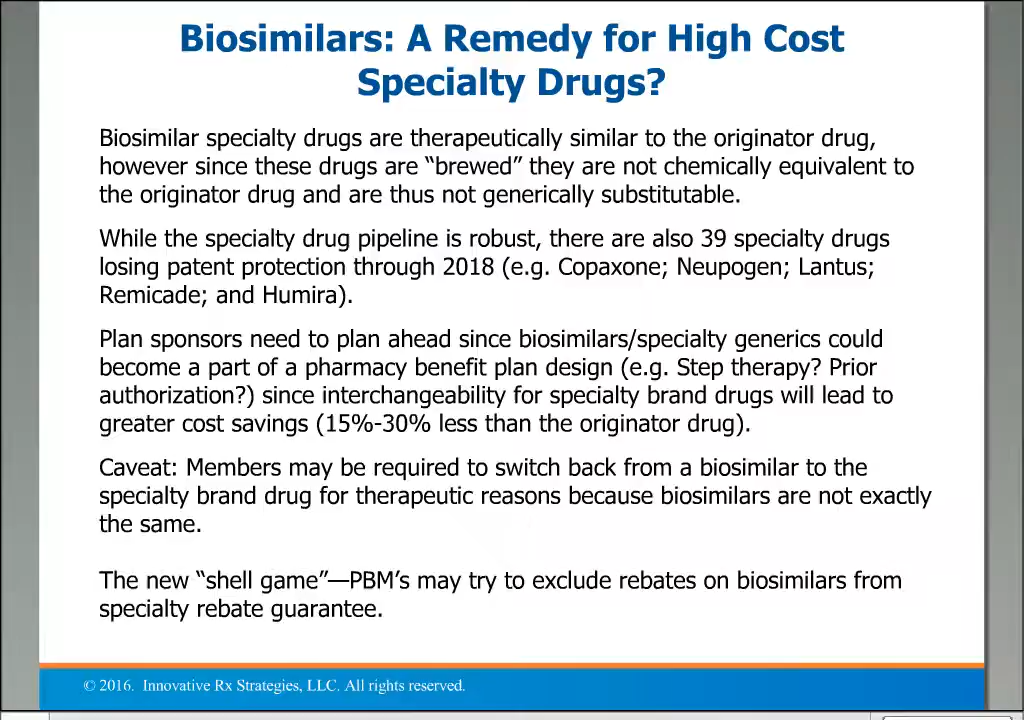 Biosimilars: A Remedy for High Cost
Specialty Drugs?
Biosimilar specialty drugs are therapeutically similar to the originator drug,
however since these drugs are “brewed” they are not chemically equivalent to
the originator drug and are thus not generically substitutable.
While the specialty drug pipeline is robust, there are also 39 specialty drugs
losing patent protection through 2018 (e.g. Copaxone; Neupogen; Lantus;
Remicade; and Humira).
Plan sponsors need to plan ahead since biosimilars/specialty generics could
become a part of a pharmacy benefit plan design (e.g. Step therapy? Prior
authorization?) since interchangeability for specialty brand drugs will lead to
greater cost savings (15%-30% less than the originator drug).
Caveat: Members may be required to switch back from a biosimilar to the
specialty brand drug for therapeutic reasons because biosimilars are not exactly
the same.
The new “shell game”—PBM’s may try to exclude rebates on biosimilars from
specialty rebate guarantee.
© 2016. Innovative Rx Strategies, LLC. All rights reserved.